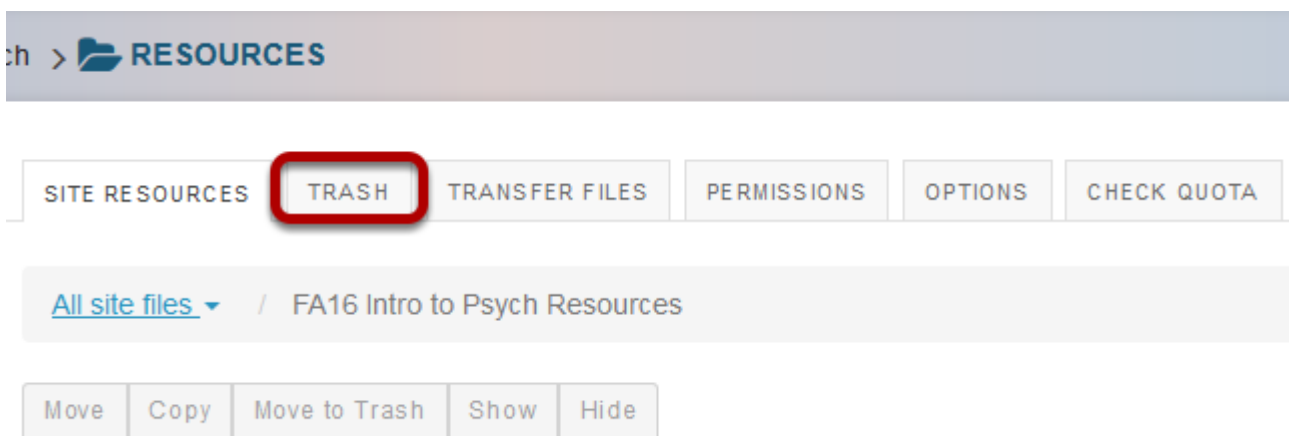 ch > RESOURCES
SITE RESOURCES TRASH TRANSFER FILES PERMISSIONS OPTIONS CHECK QUOTA
All site files / FA16 Intro to Psych Resources
Move Copy Move to Trash Show Hide